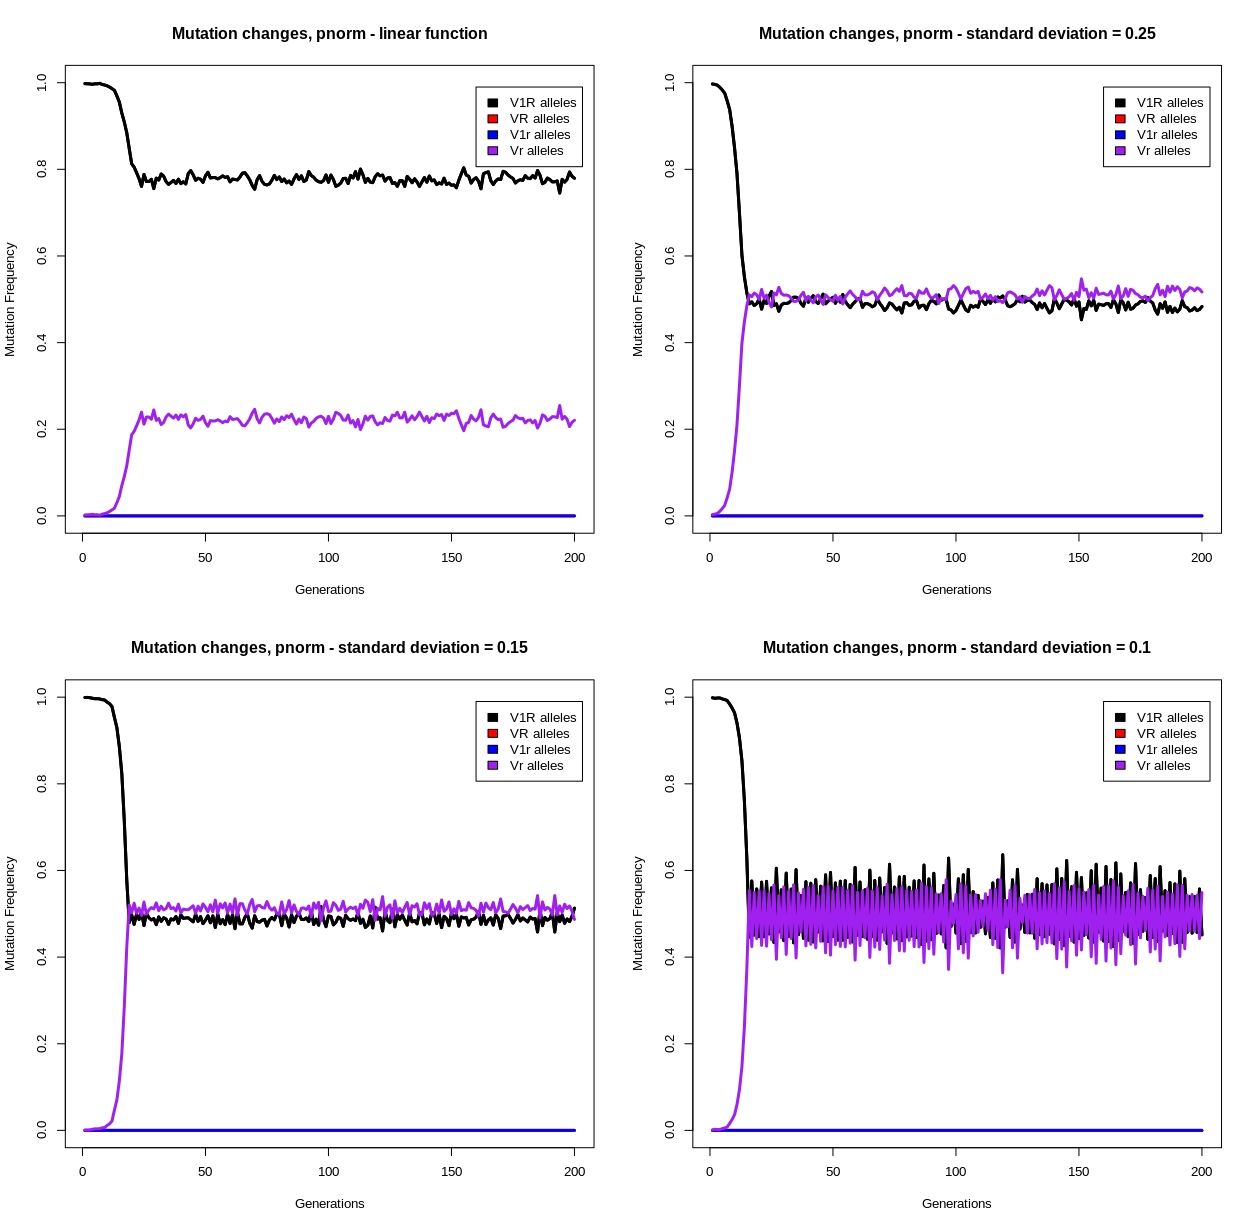 Mutation changes, pnorm - linear function
Mutation Frequency
1.0
0.8
0.6
0.4
0.2
0.0
V1R alleles
VR alleles
V1r alleles
Vr alleles
0 50 100 150 200
Generations
Mutation changes, pnorm - standard deviation = 0.25
Mutation Frequency
1.0
0.8
0.6
0.4
0.2
0.0
V1R alleles
VR alleles
V1r alleles
Vr alleles
0 50 100 150 200
Generations
Mutation changes, pnorm - standard deviation = 0.15
Mutation Frequency
1.0
0.8
0.6
0.4
0.2
0.0
V1R alleles
VR alleles
V1r alleles
Vr alleles
0 50 100 150 200
Generations
Mutation changes, pnorm - standard deviation = 0.1
Mutation Frequency
1.0
0.8
0.6
0.4
0.2
0.0
V1R alleles
VR alleles
V1r alleles
Vr alleles
0 50 100 150 200
Generations